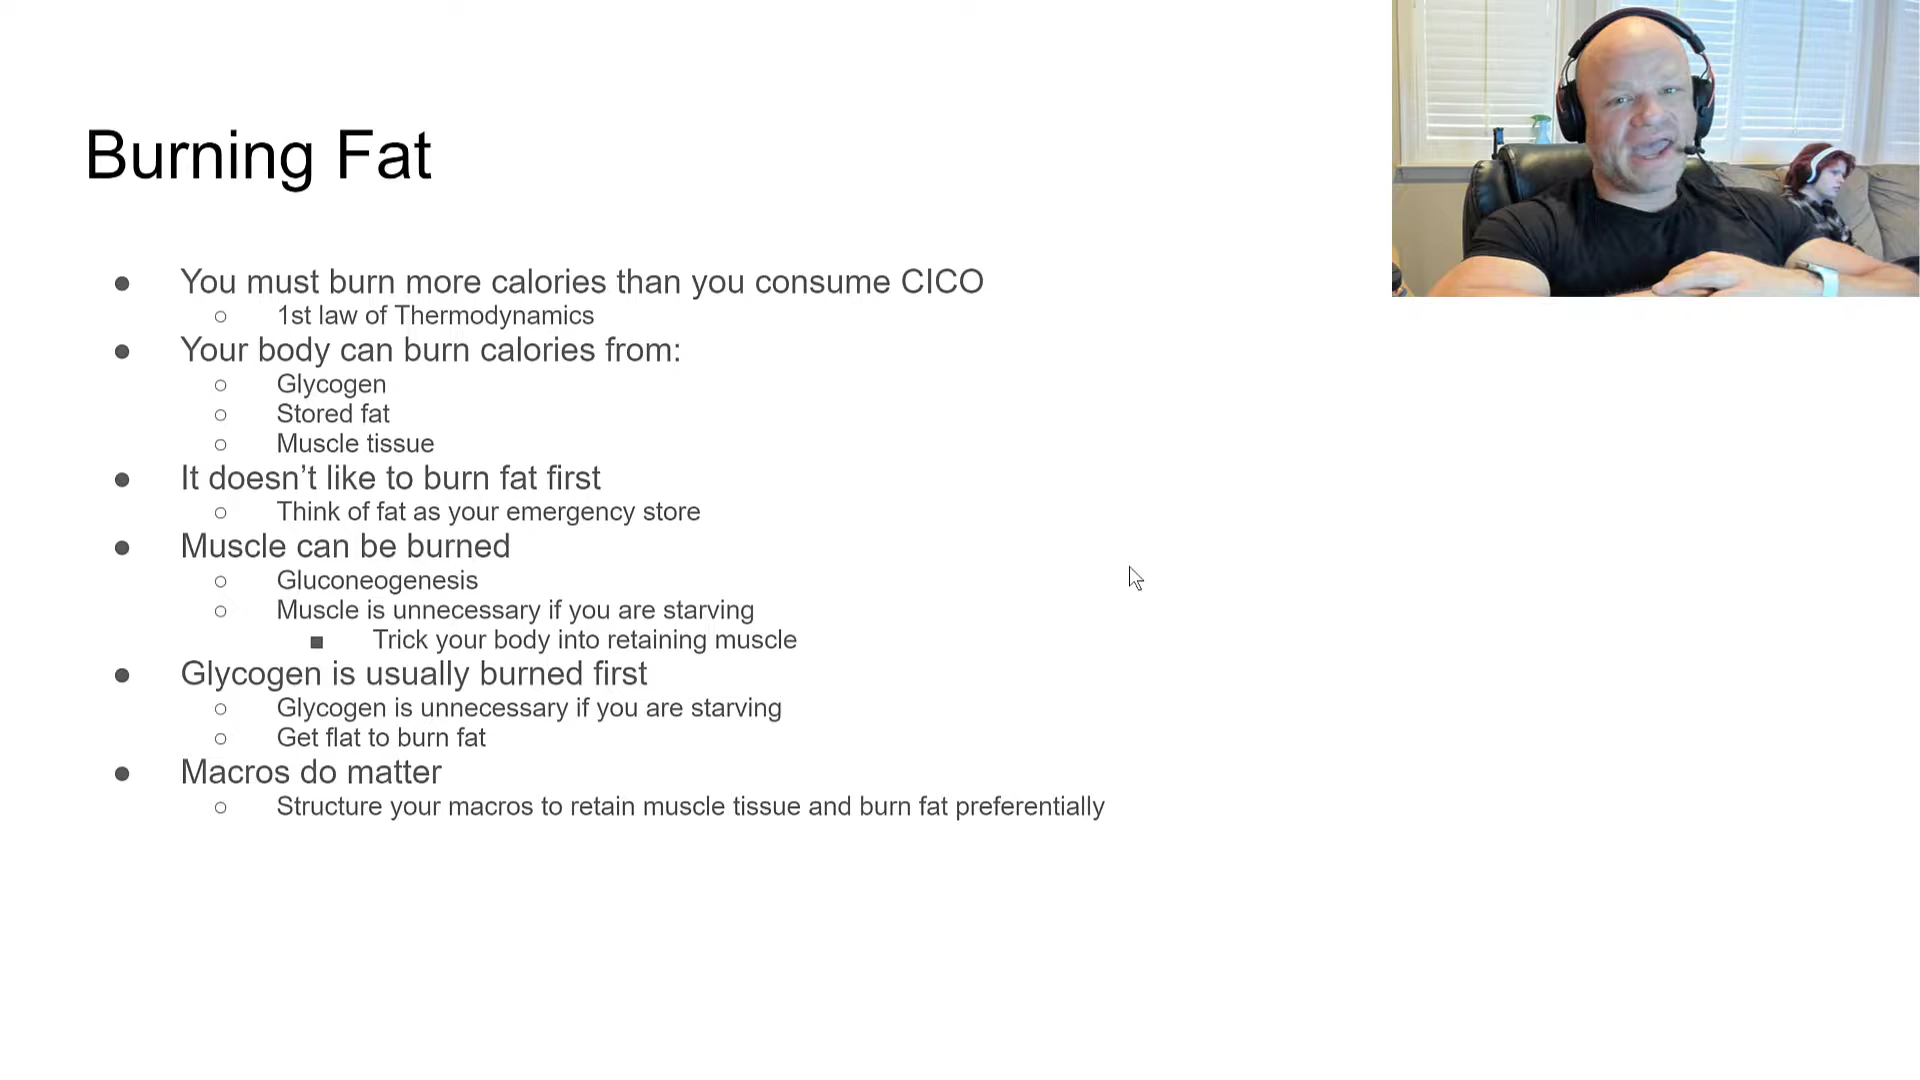 Burning Fat
● You must burn more calories than you consume CICO
○ 1st law of Thermodynamics
● Your body can burn calories from:
○ Glycogen
○ Stored fat
○ Muscle tissue
● It doesn’t like to burn fat first
○ Think of fat as your emergency store
● Muscle can be burned
○ Gluconeogenesis
○ Muscle is unnecessary if you are starving
■ Trick your body into retaining muscle
● Glycogen is usually burned first
○ Glycogen is unnecessary if you are starving
○ Get flat to burn fat
● Macros do matter
○ Structure your macros to retain muscle tissue and burn fat preferentially